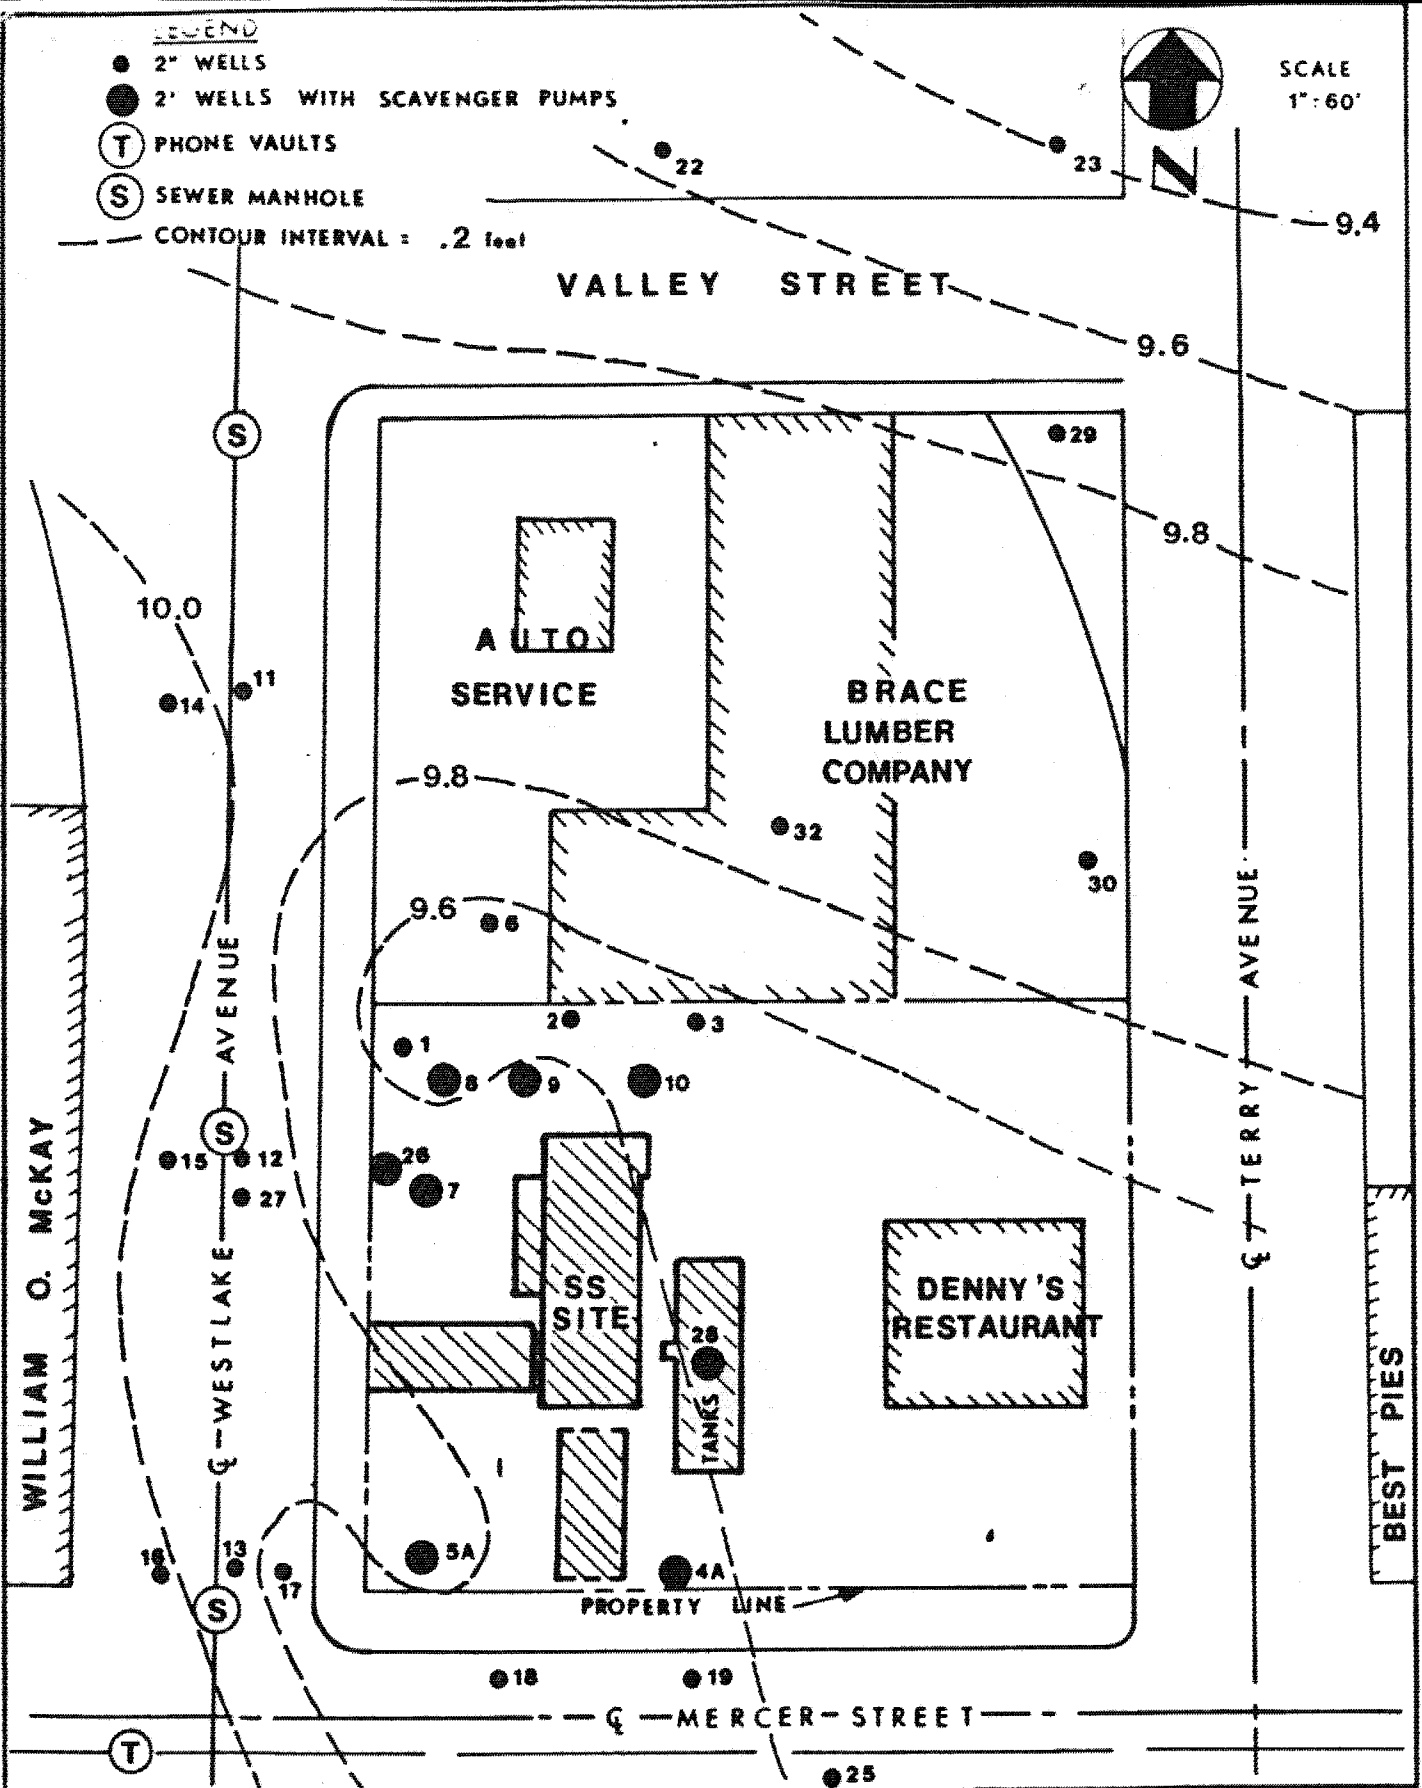 LEGEND
2" WELLS
2' WELLS WITH SCAVENGER PUMPS
T PHONE VAULTS
S SEWER MANHOLE
CONTOUR INTERVAL = .2 feet
SCALE
1":60'
N
22
23
9.4
VALLEY STREET
9.6
S
29
9.8
10.0
AUTO
SERVICE
11
14
BRACE
LUMBER
COMPANY
9.8
32
30
9.6
6
2
3
1
8
9
10
S
15
12
27
26
7
WILLIAM O. McKAY
℄ WESTLAKE AVENUE
℄ TERRY AVENUE
SS
SITE
28
TANKS
DENNY'S
RESTAURANT
BEST PIES
16
13
17
5A
4A
S
PROPERTY LINE
18
19
℄ MERCER STREET
T
25